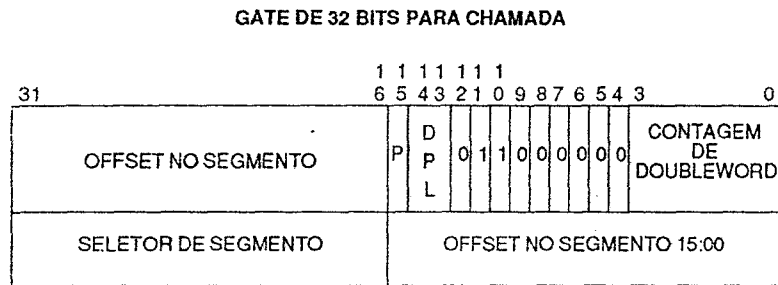 GATE DE 32 BITS PARA CHAMADA
1 1 1 1 1 1 1
31 6 5 4 3 2 1 0 9 8 7 6 5 4 3 0
OFFSET NO SEGMENTO
P
D
P
L
0 1 1 0 0 0 0 0 0
CONTAGEM
DE
DOUBLEWORD
SELETOR DE SEGMENTO
OFFSET NO SEGMENTO 15:00